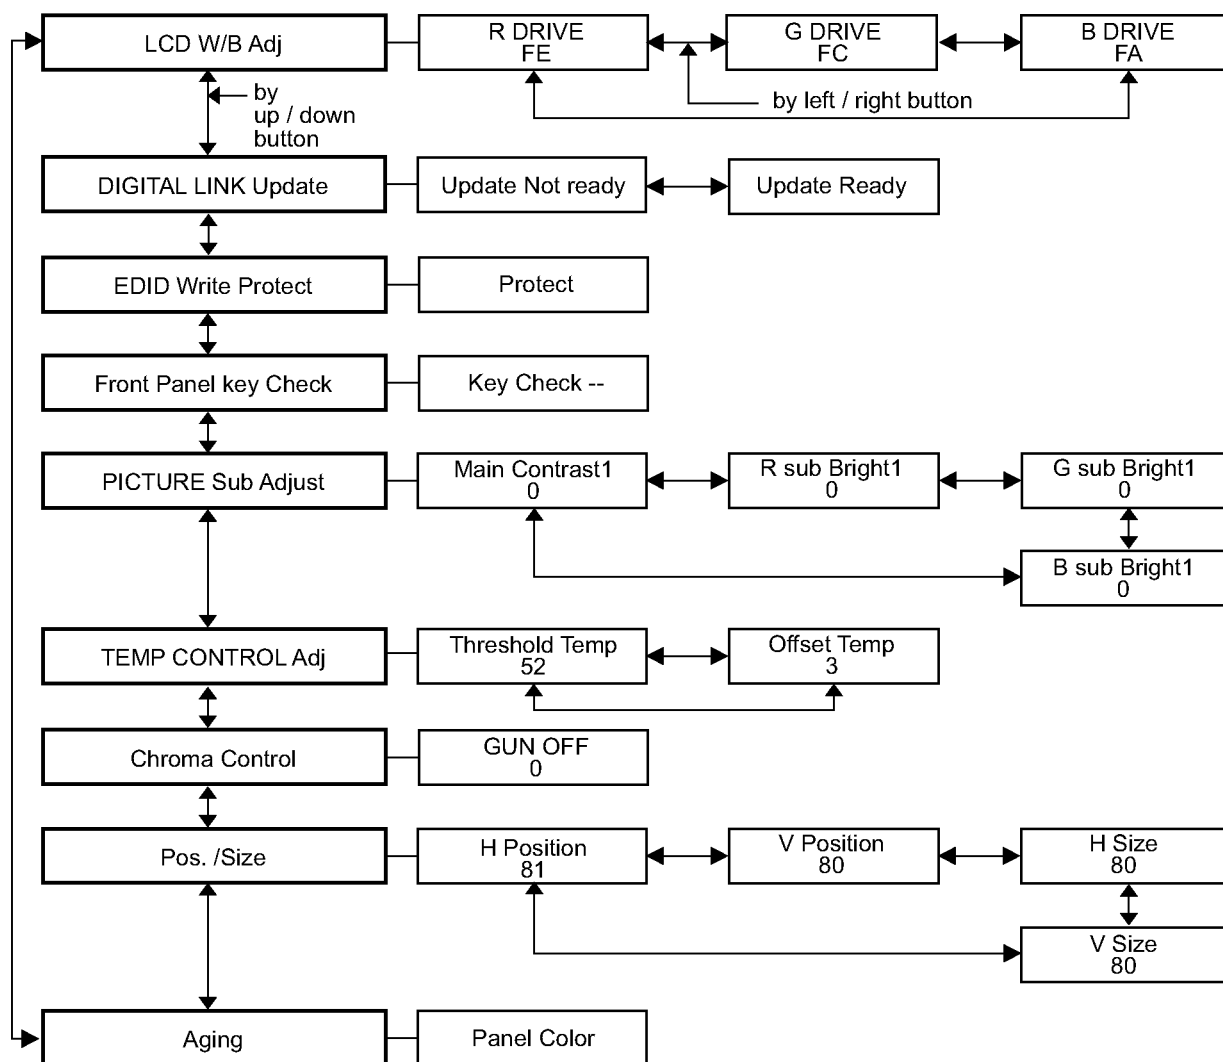 LCD W/B Adj
R DRIVE
FE
G DRIVE
FC
B DRIVE
FA
by
up / down
button
by left / right button
DIGITAL LINK Update
Update Not ready
Update Ready
EDID Write Protect
Protect
Front Panel key Check
Key Check --
PICTURE Sub Adjust
Main Contrast1
0
R sub Bright1
0
G sub Bright1
0
B sub Bright1
0
TEMP CONTROL Adj
Threshold Temp
52
Offset Temp
3
Chroma Control
GUN OFF
0
Pos. /Size
H Position
81
V Position
80
H Size
80
V Size
80
Aging
Panel Color